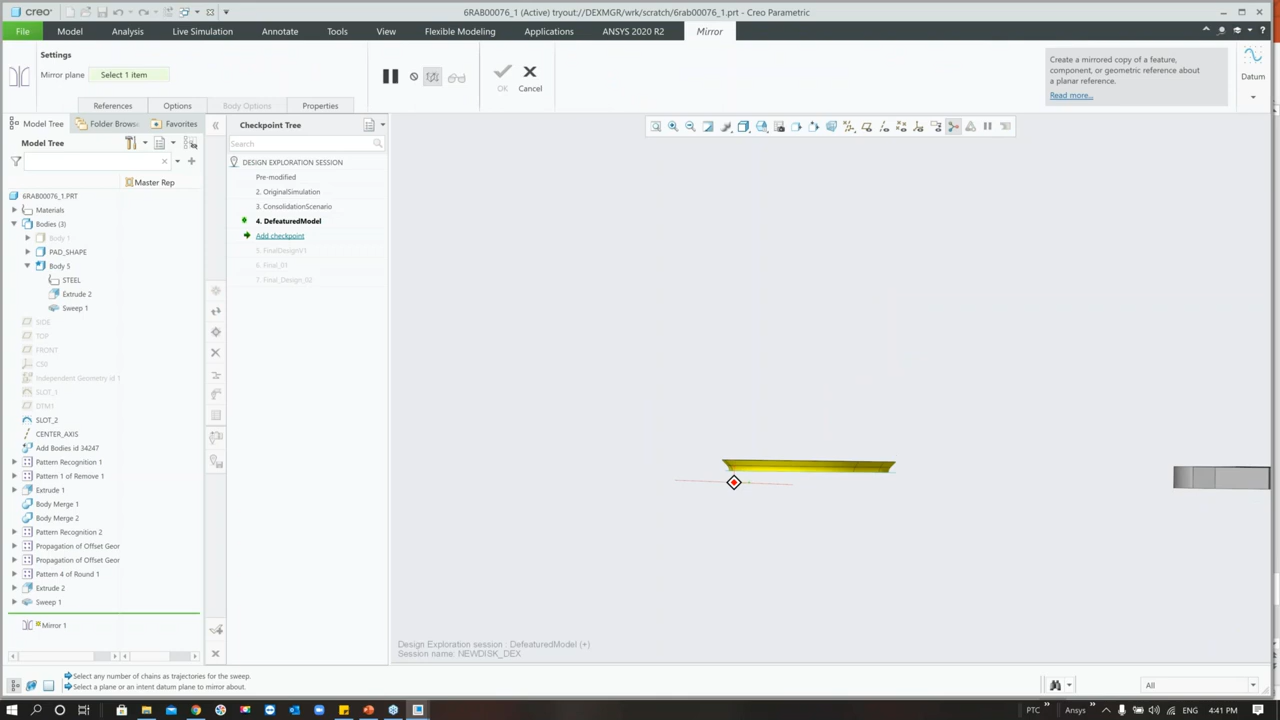 creo
6RAB00076_1 (Active) tryout://DEXMGR/wrk/scratch/6rab00076_1.prt - Creo Parametric
File Model Analysis Live Simulation Annotate Tools View Flexible Modeling Applications ANSYS 2020 R2 Mirror
Settings
Mirror plane Select 1 item
OK Cancel
Create a mirrored copy of a feature,
component, or geometric reference about
a planar reference.
Read more...
Datum
References Options Body Options Properties
Model Tree Folder Brows Favorites
Model Tree
Master Rep
6RAB00076_1.PRT
Materials
Bodies (3)
Body 1
PAD_SHAPE
Body 5
STEEL
Extrude 2
Sweep 1
SIDE
TOP
FRONT
CS0
Independent Geometry id 1
SLOT_1
DTM1
SLOT_2
CENTER_AXIS
Add Bodies id 34247
Pattern Recognition 1
Pattern 1 of Remove 1
Extrude 1
Body Merge 1
Body Merge 2
Pattern Recognition 2
Propagation of Offset Geor
Propagation of Offset Geor
Pattern 4 of Round 1
Extrude 2
Sweep 1
Mirror 1
Checkpoint Tree
Search
DESIGN EXPLORATION SESSION
Pre-modified
2. OriginalSimulation
3. ConsolidationScenario
4. DefeaturedModel
Add checkpoint
5. FinalDesignV1
6. Final_01
7. Final_Design_02
Design Exploration session : DefeaturedModel (+)
Session name: NEWDISK_DEX
Select any number of chains as trajectories for the sweep.
Select a plane or an intent datum plane to mirror about.
All
PTC Ansys ENG 4:41 PM